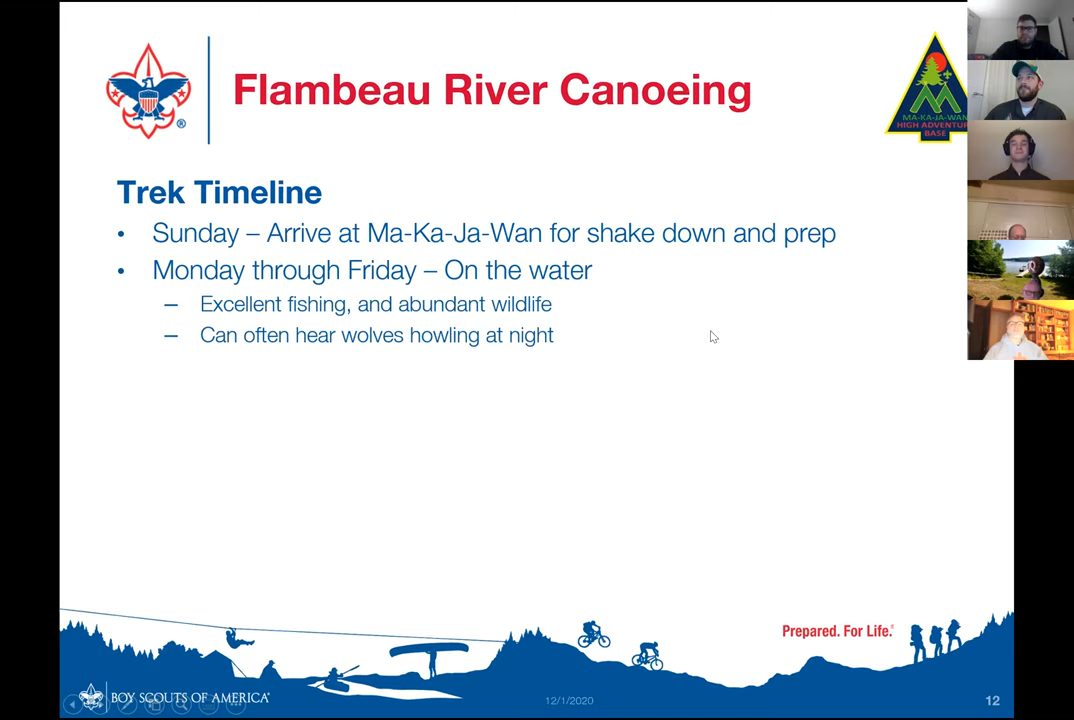 Flambeau River Canoeing
MA-KA-JA-WAN
HIGH ADVENTUR
BASE
Trek Timeline
• Sunday – Arrive at Ma-Ka-Ja-Wan for shake down and prep
• Monday through Friday – On the water
– Excellent fishing, and abundant wildlife
– Can often hear wolves howling at night
Prepared. For Life.®
BOY SCOUTS OF AMERICA®
12/1/2020
12